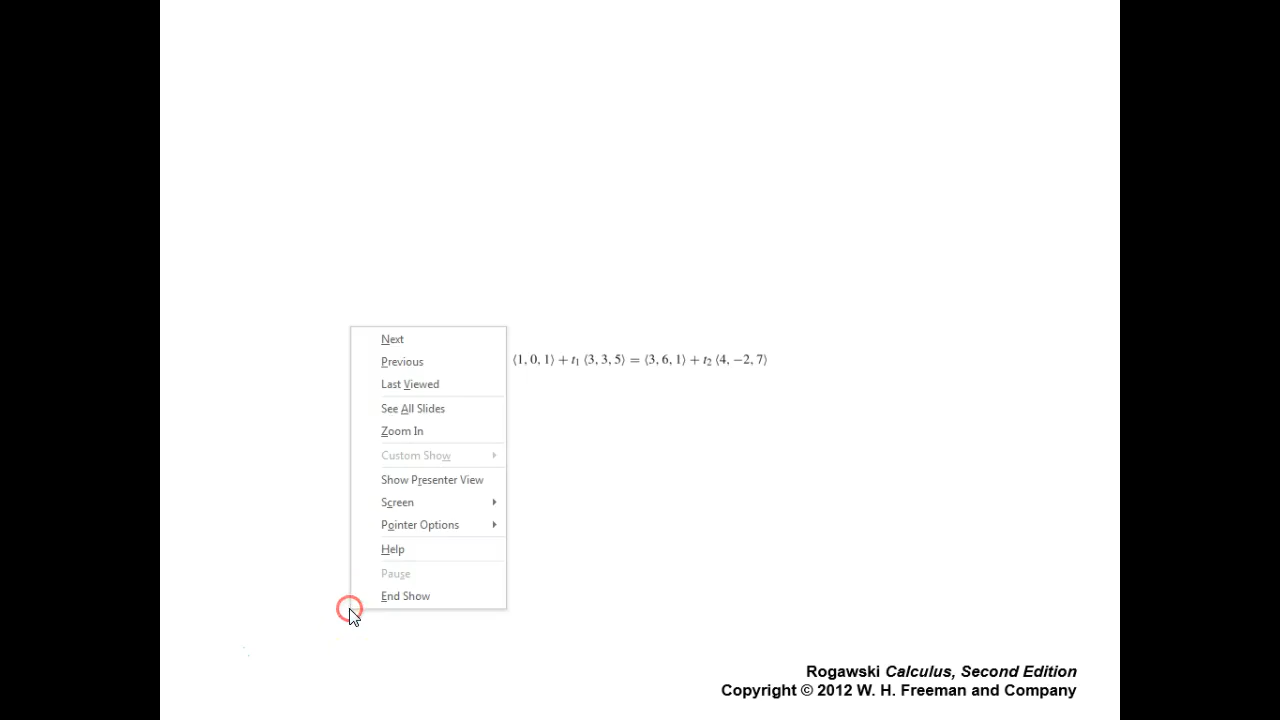 Next
⟨1, 0, 1⟩ + t₁ ⟨3, 3, 5⟩ = ⟨3, 6, 1⟩ + t₂ ⟨4, −2, 7⟩
Previous
Last Viewed
See All Slides
Zoom In
Custom Show
Show Presenter View
Screen
Pointer Options
Help
Pause
End Show
Rogawski Calculus, Second Edition
Copyright © 2012 W. H. Freeman and Company